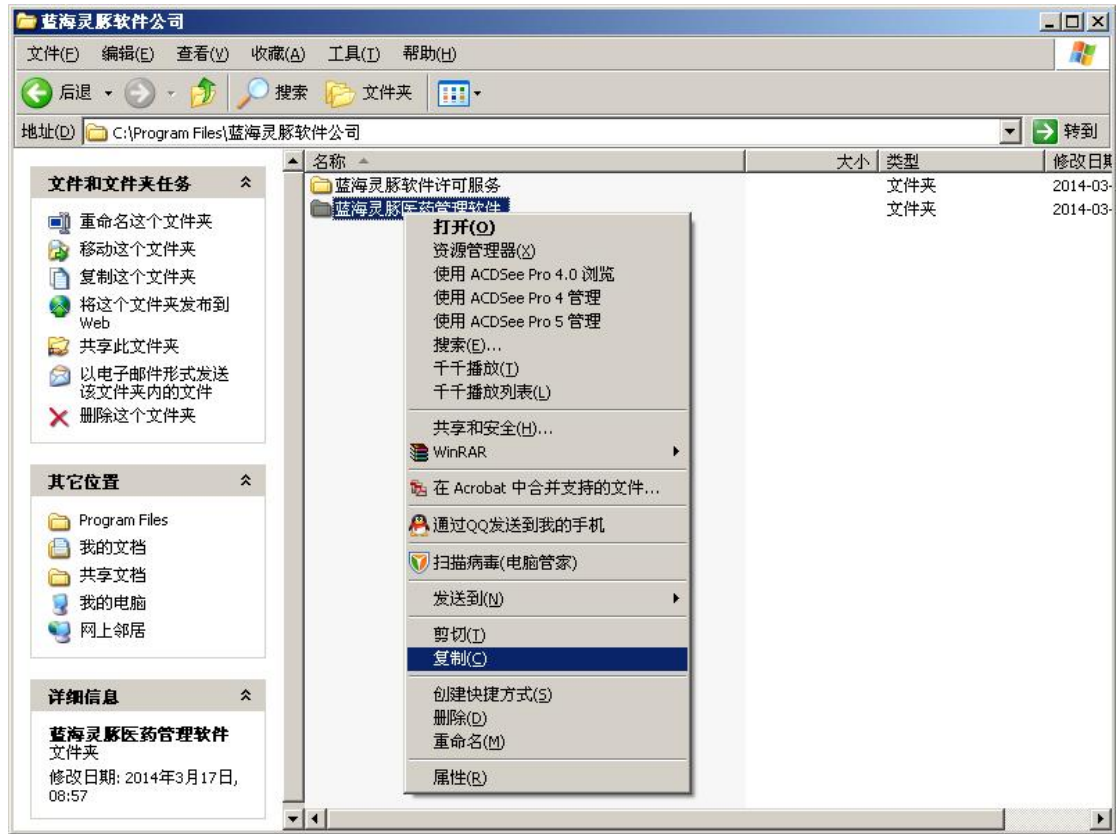 蓝海灵豚软件公司
文件(F) 编辑(E) 查看(V) 收藏(A) 工具(T) 帮助(H)
后退 搜索 文件夹
地址(D) C:\Program Files\蓝海灵豚软件公司 转到
文件和文件夹任务
重命名这个文件夹
移动这个文件夹
复制这个文件夹
将这个文件夹发布到
Web
共享此文件夹
以电子邮件形式发送
该文件夹内的文件
删除这个文件夹
其它位置
Program Files
我的文档
共享文档
我的电脑
网上邻居
详细信息
蓝海灵豚医药管理软件
文件夹
修改日期: 2014年3月17日,
08:57
名称 大小 类型 修改日期
蓝海灵豚软件许可服务 文件夹 2014-03-
蓝海灵豚医药管理软件 文件夹 2014-03-
打开(O)
资源管理器(X)
使用 ACDSee Pro 4.0 浏览
使用 ACDSee Pro 4 管理
使用 ACDSee Pro 5 管理
搜索(E)...
千千播放(T)
千千播放列表(L)
共享和安全(H)...
WinRAR
在 Acrobat 中合并支持的文件...
通过QQ发送到我的手机
扫描病毒(电脑管家)
发送到(N)
剪切(T)
复制(C)
创建快捷方式(S)
删除(D)
重命名(M)
属性(R)